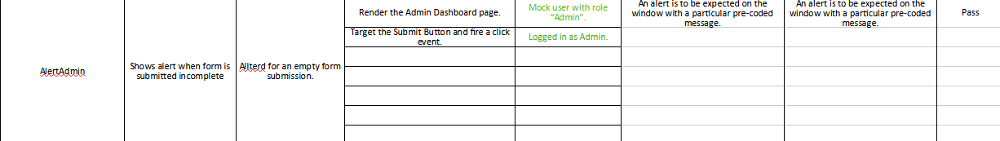 Render the Admin Dashboard page.
Mock user with role
“Admin”.
An alert is to be expected on the
window with a particular pre-coded
message.
An alert is to be expected on the
window with a particular pre-coded
message.
Pass
Target the Submit Button and fire a click
event.
Logged in as Admin.
AlertAdmin
Shows alert when form is
submitted incomplete
Allterd for an empty form
submission.